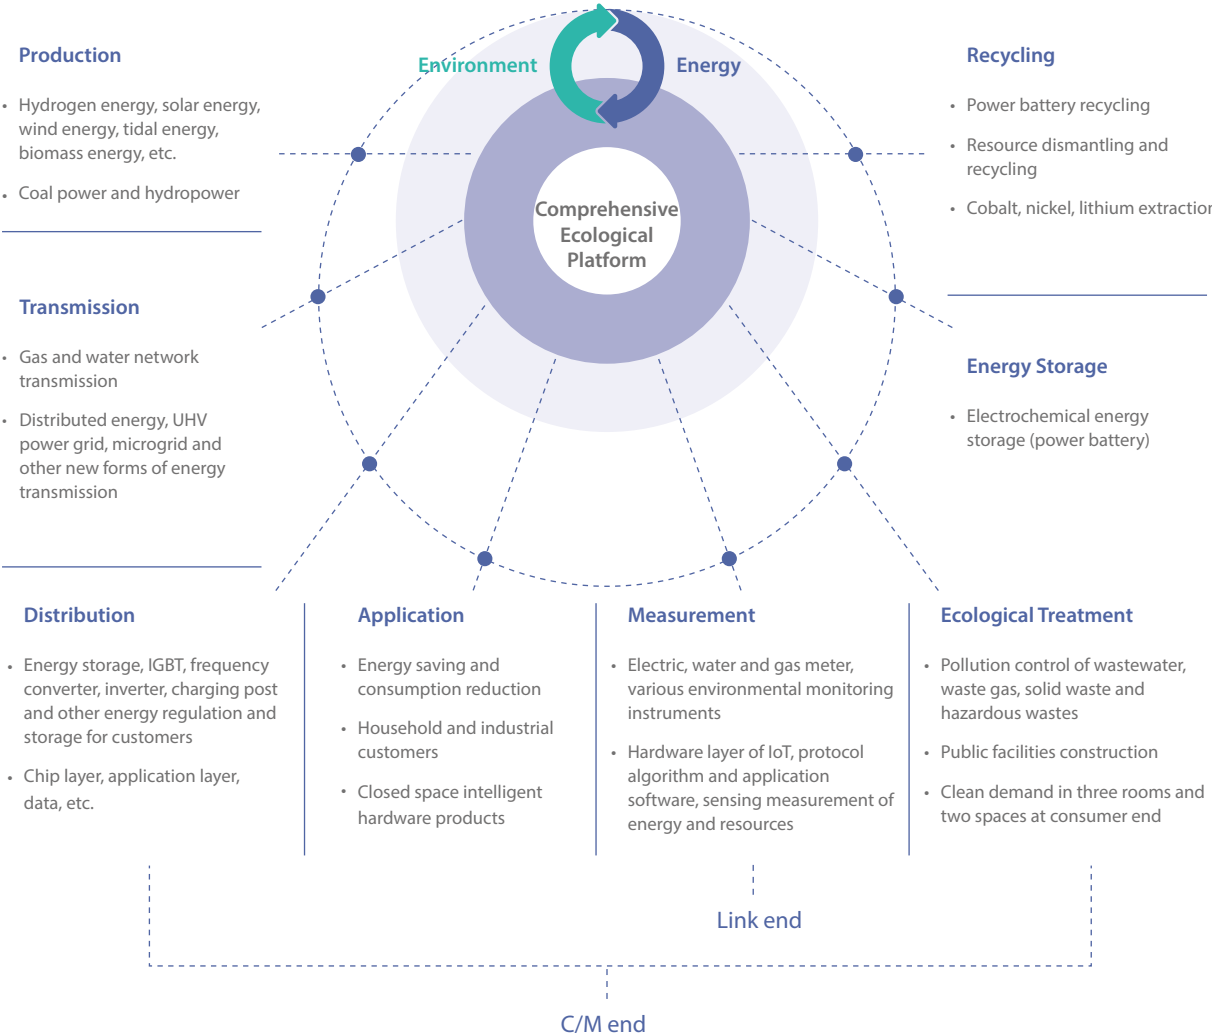 Environment
Energy
Comprehensive
Ecological
Platform
Production
• Hydrogen energy, solar energy,
wind energy, tidal energy,
biomass energy, etc.
• Coal power and hydropower
Transmission
• Gas and water network
transmission
• Distributed energy, UHV
power grid, microgrid and
other new forms of energy
transmission
Recycling
• Power battery recycling
• Resource dismantling and
recycling
• Cobalt, nickel, lithium extraction
Energy Storage
• Electrochemical energy
storage (power battery)
Distribution
• Energy storage, IGBT, frequency
converter, inverter, charging post
and other energy regulation and
storage for customers
• Chip layer, application layer,
data, etc.
Application
• Energy saving and
consumption reduction
• Household and industrial
customers
• Closed space intelligent
hardware products
Measurement
• Electric, water and gas meter,
various environmental monitoring
instruments
• Hardware layer of IoT, protocol
algorithm and application
software, sensing measurement of
energy and resources
Ecological Treatment
• Pollution control of wastewater,
waste gas, solid waste and
hazardous wastes
• Public facilities construction
• Clean demand in three rooms and
two spaces at consumer end
Link end
C/M end